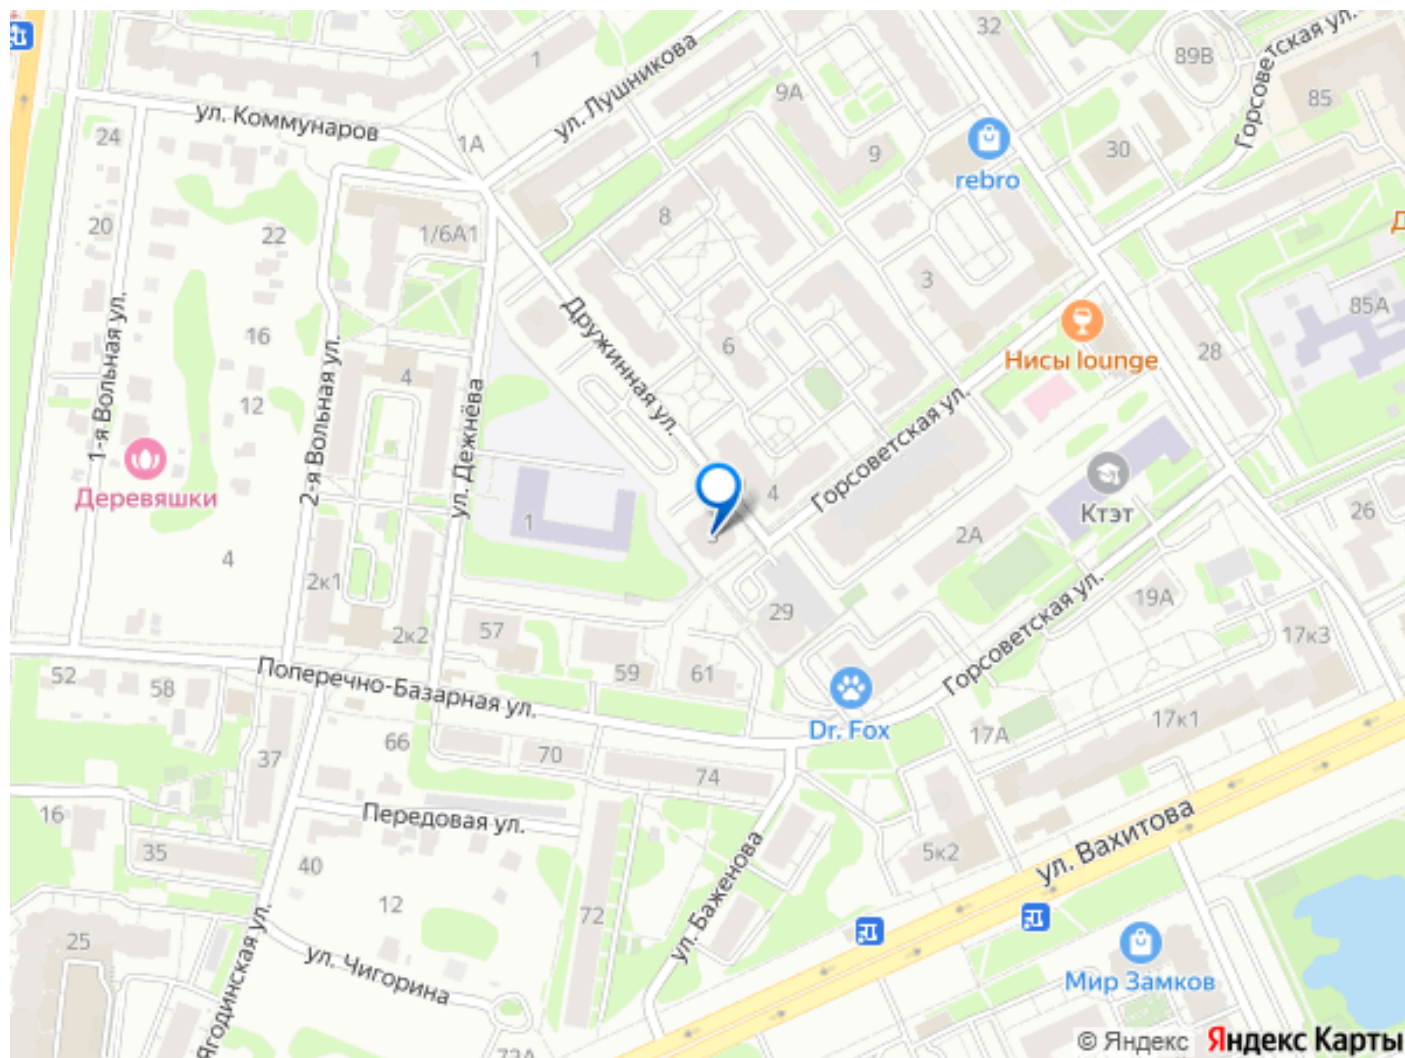 32
89В
Горсоветская ул.
1
ул. Лушникова
9А
85
ул. Коммунаров
24
1А
9
30
rebro
20
22
1/6А1
8
3
Дружинная ул.
85А
16
6
Нисы lounge
28
1-я Вольная ул.
2-я Вольная ул.
4
ул. Дежнёва
12
Горсоветская ул.
Деревяшки
4
Ктэт
26
1
2А
4
2к1
29
19А
Горсоветская ул.
57
2к2
17к3
52
58
Поперечно-Базарная ул.
59
61
Dr. Fox
17к1
17А
37
66
70
74
16
Передовая ул.
ул. Вахитова
35
40
5к2
ул. Баженова
12
72
25
Ягодинская ул.
ул. Чигорина
Мир Замков
72А
© Яндекс Яндекс Карты